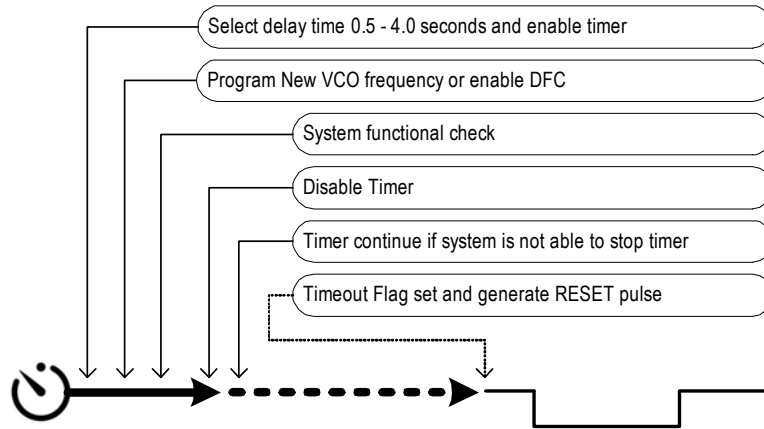 Select delay time 0.5 - 4.0 seconds and enable timer
Program New VCO frequency or enable DFC
System functional check
Disable Timer
Timer continue if system is not able to stop timer
Timeout Flag set and generate RESET pulse